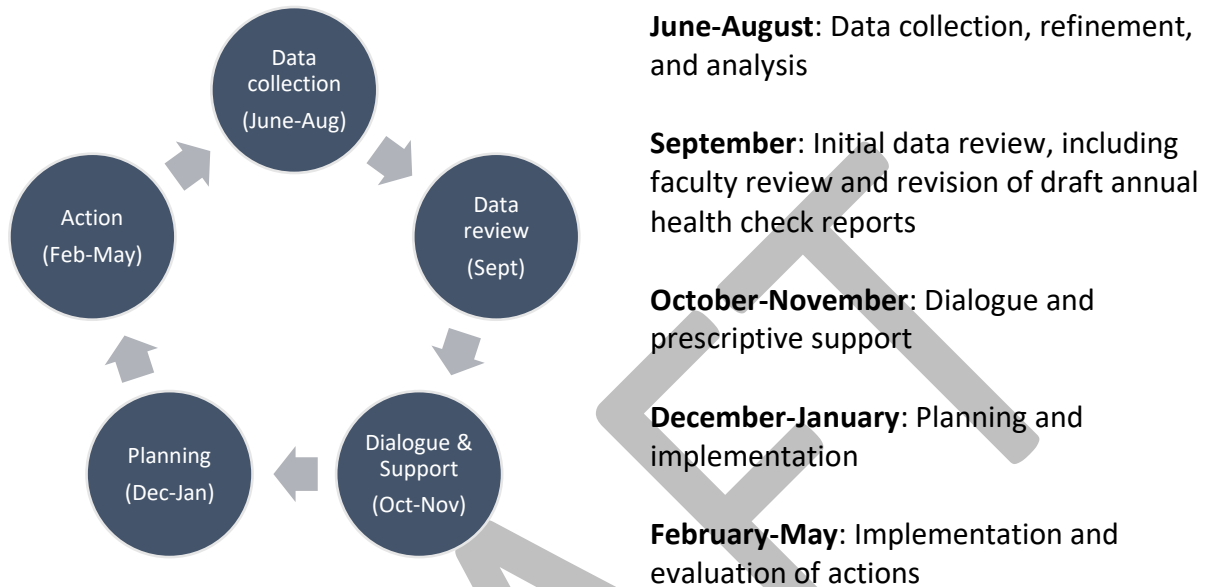 Data
collection
(June-Aug)
Data
review
(Sept)
Dialogue &
Support
(Oct-Nov)
Planning
(Dec-Jan)
Action
(Feb-May)
June-August: Data collection, refinement,
and analysis
September: Initial data review, including
faculty review and revision of draft annual
health check reports
October-November: Dialogue and
prescriptive support
December-January: Planning and
implementation
February-May: Implementation and
evaluation of actions